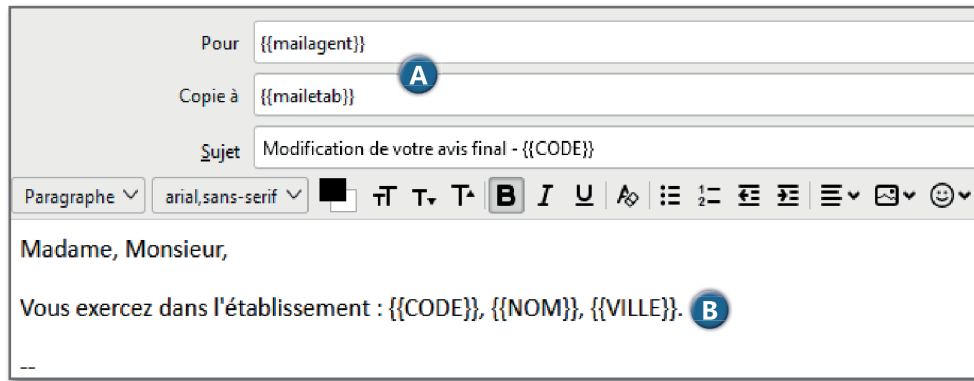 Pour {{mailagent}}
A
Copie à {{mailetab}}
Sujet Modification de votre avis final - {{CODE}}
Paragraphe arial,sans-serif B I U
Madame, Monsieur,
Vous exercez dans l'établissement : {{CODE}}, {{NOM}}, {{VILLE}}. B
--